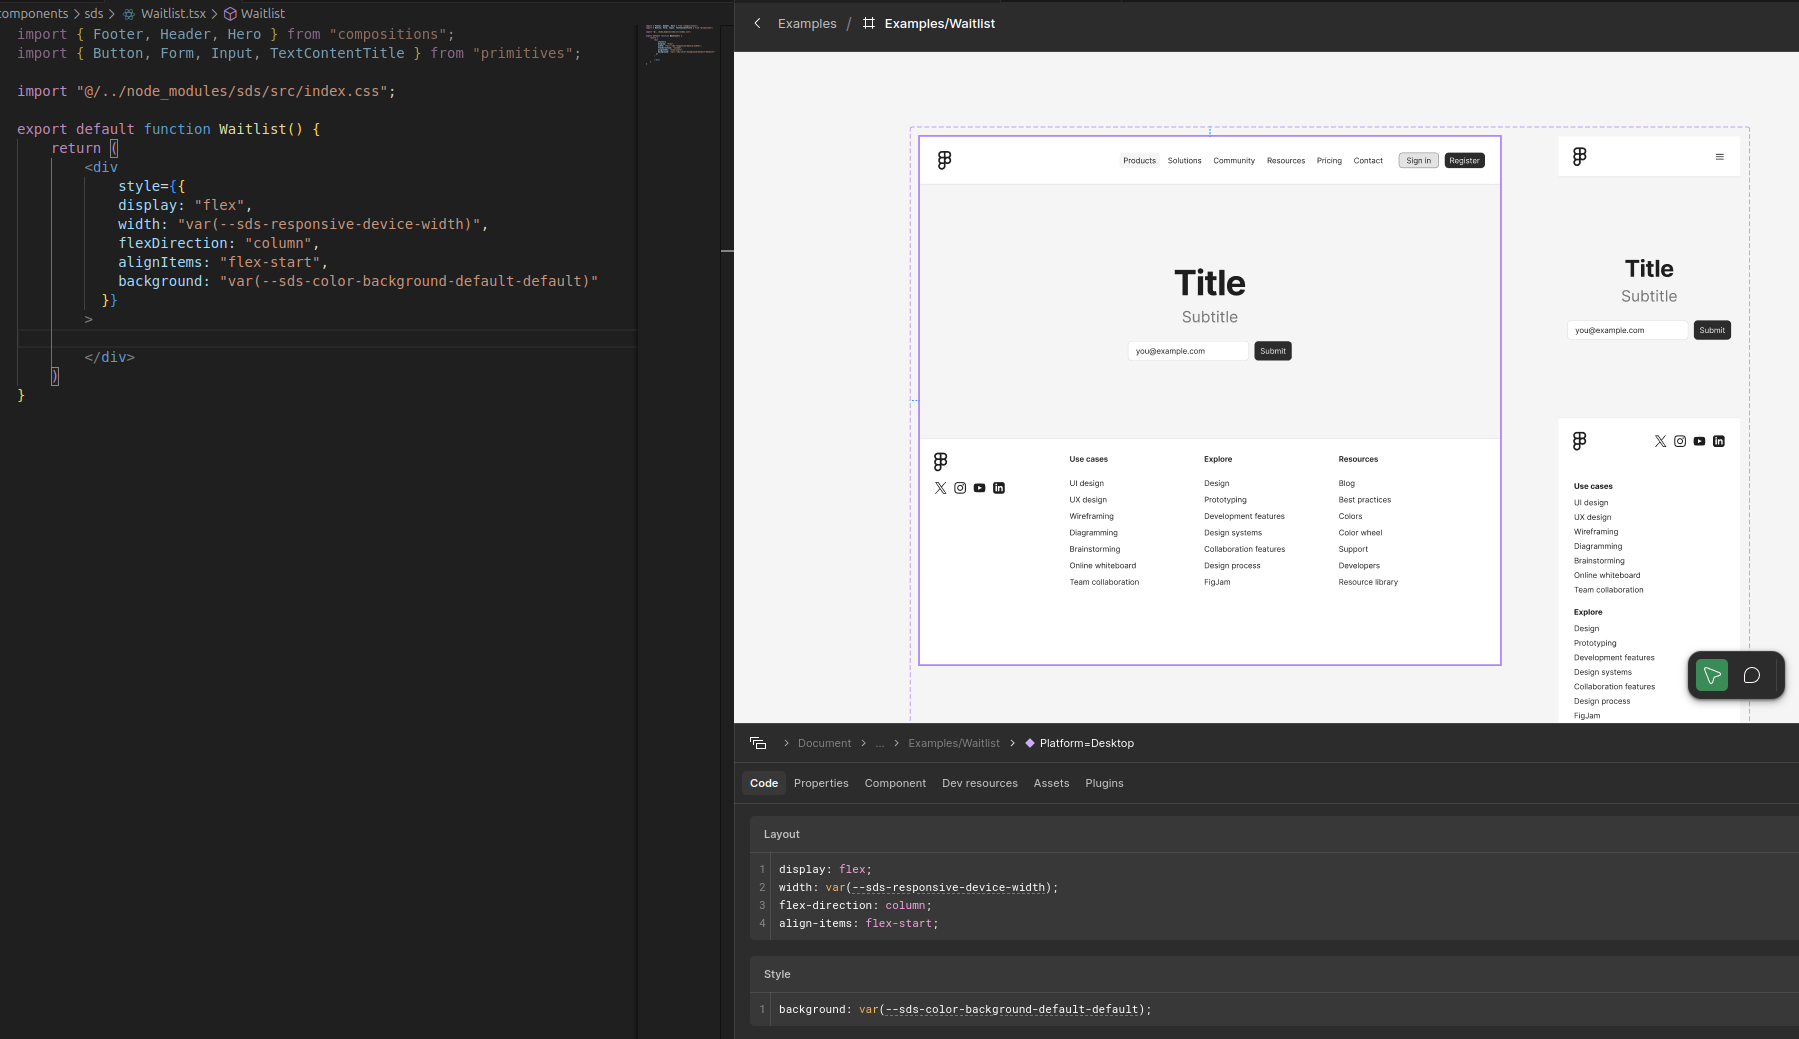 components > sds > Waitlist.tsx > Waitlist
import { Footer, Header, Hero } from "compositions";
import { Button, Form, Input, TextContentTitle } from "primitives";
import "@/../node_modules/sds/src/index.css";
export default function Waitlist() {
return (
<div
style={{
display: "flex",
width: "var(--sds-responsive-device-width)",
flexDirection: "column",
alignItems: "flex-start",
background: "var(--sds-color-background-default-default)"
}}
>
</div>
)
}
Examples / Examples/Waitlist
Products Solutions Community Resources Pricing Contact Sign in Register
Title
Subtitle
you@example.com Submit
Use cases
UI design
UX design
Wireframing
Diagramming
Brainstorming
Online whiteboard
Team collaboration
Explore
Design
Prototyping
Development features
Design systems
Collaboration features
Design process
FigJam
Resources
Blog
Best practices
Colors
Color wheel
Support
Developers
Resource library
Title
Subtitle
you@example.com Submit
Use cases
UI design
UX design
Wireframing
Diagramming
Brainstorming
Online whiteboard
Team collaboration
Explore
Design
Prototyping
Development features
Design systems
Collaboration features
Design process
FigJam
> Document > ... > Examples/Waitlist > Platform=Desktop
Code Properties Component Dev resources Assets Plugins
Layout
1 display: flex;
2 width: var(--sds-responsive-device-width);
3 flex-direction: column;
4 align-items: flex-start;
Style
1 background: var(--sds-color-background-default-default);